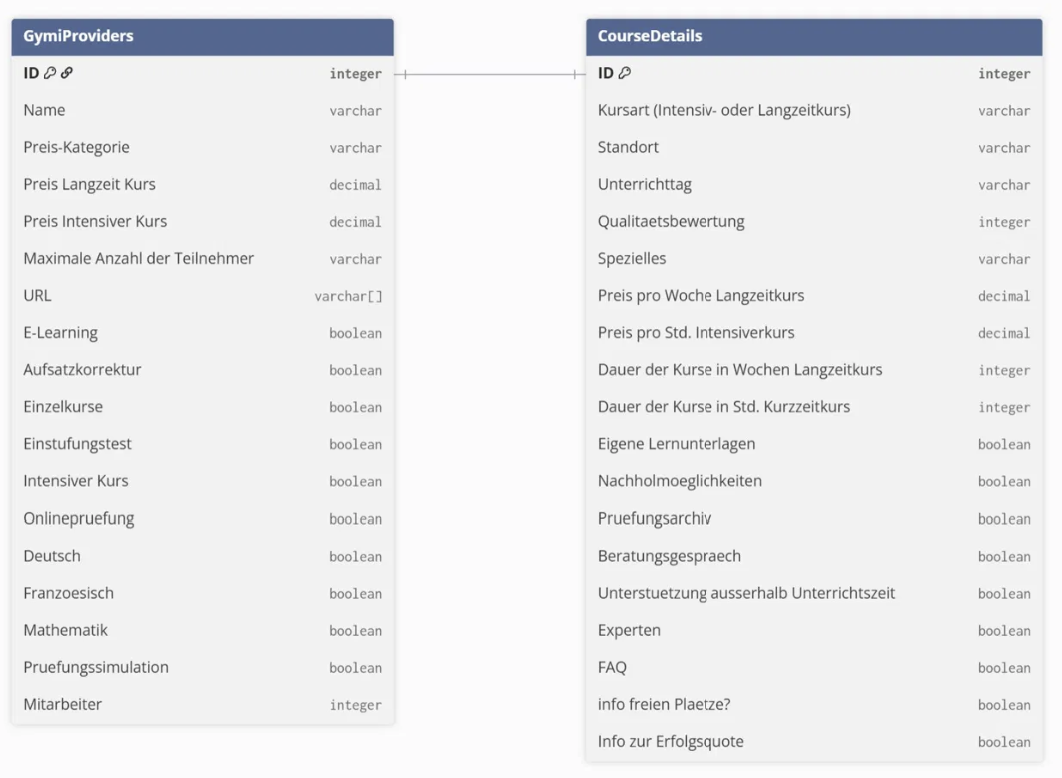 GymiProviders
ID integer
Name varchar
Preis-Kategorie varchar
Preis Langzeit Kurs decimal
Preis Intensiver Kurs decimal
Maximale Anzahl der Teilnehmer varchar
URL varchar[]
E-Learning boolean
Aufsatzkorrektur boolean
Einzelkurse boolean
Einstufungstest boolean
Intensiver Kurs boolean
Onlinepruefung boolean
Deutsch boolean
Franzoesisch boolean
Mathematik boolean
Pruefungssimulation boolean
Mitarbeiter integer
CourseDetails
ID integer
Kursart (Intensiv- oder Langzeitkurs) varchar
Standort varchar
Unterrichttag varchar
Qualitaetsbewertung integer
Spezielles varchar
Preis pro Woche Langzeitkurs decimal
Preis pro Std. Intensiverkurs decimal
Dauer der Kurse in Wochen Langzeitkurs integer
Dauer der Kurse in Std. Kurzzeitkurs integer
Eigene Lernunterlagen boolean
Nachholmoeglichkeiten boolean
Pruefungsarchiv boolean
Beratungsgespraech boolean
Unterstuetzung ausserhalb Unterrichtszeit boolean
Experten boolean
FAQ boolean
info freien Plaetze? boolean
Info zur Erfolgsquote boolean